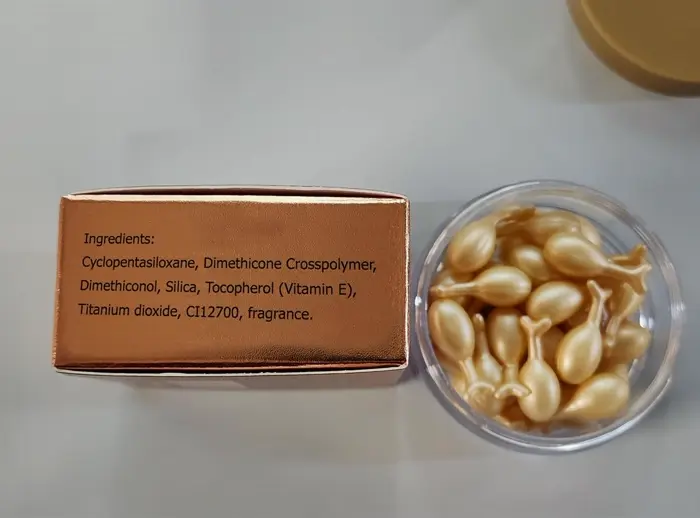 Ingredients:
Cyclopentasiloxane, Dimethicone Crosspolymer,
Dimethiconol, Silica, Tocopherol (Vitamin E),
Titanium dioxide, CI12700, fragrance.